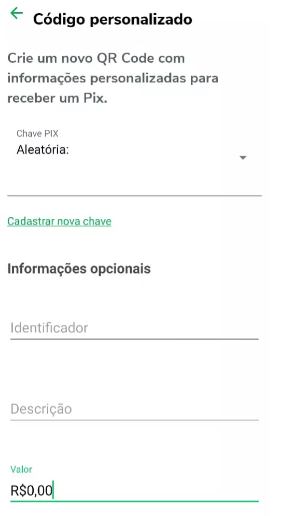 Código personalizado
Crie um novo QR Code com
informações personalizadas para
receber um Pix.
Chave PIX
Aleatória:
Cadastrar nova chave
Informações opcionais
Identificador
Descrição
Valor
R$0,00